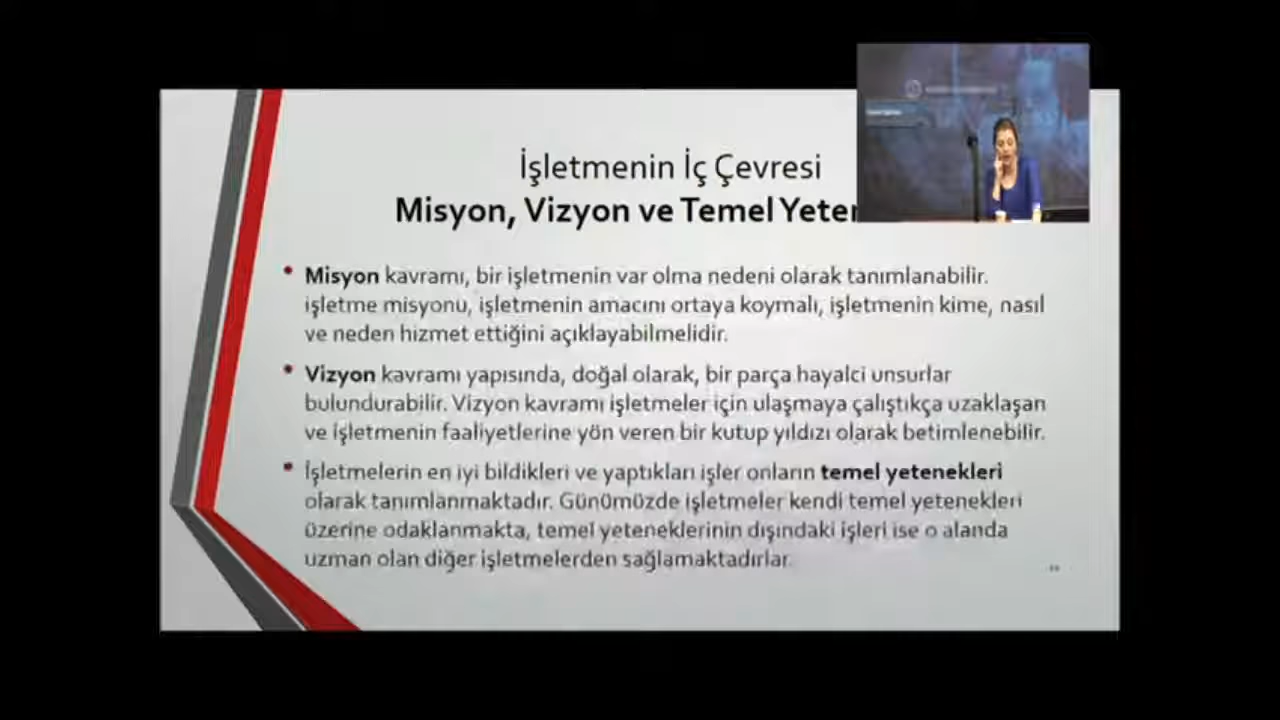 İşletmenin İç Çevresi
Misyon, Vizyon ve Temel
• Misyon kavramı, bir işletmenin var olma nedeni olarak tanımlanabilir.
işletme misyonu, işletmenin amacını ortaya koymalı, işletmenin kime, nasıl
ve neden hizmet ettiğini açıklayabilmelidir.
• Vizyon kavramı yapısında, doğal olarak, bir parça hayalci unsurlar
bulundurabilir. Vizyon kavramı işletmeler için ulaşmaya çalıştıkça uzaklaşan
ve işletmenin faaliyetlerine yön veren bir kutup yıldızı olarak betimlenebilir.
• İşletmelerin en iyi bildikleri ve yaptıkları işler onların temel yetenekleri
olarak tanımlanmaktadır. Günümüzde işletmeler kendi temel yetenekleri
üzerine odaklanmakta, temel yeteneklerinin dışındaki işleri ise o alanda
uzman olan diğer işletmelerden sağlamaktadırlar.